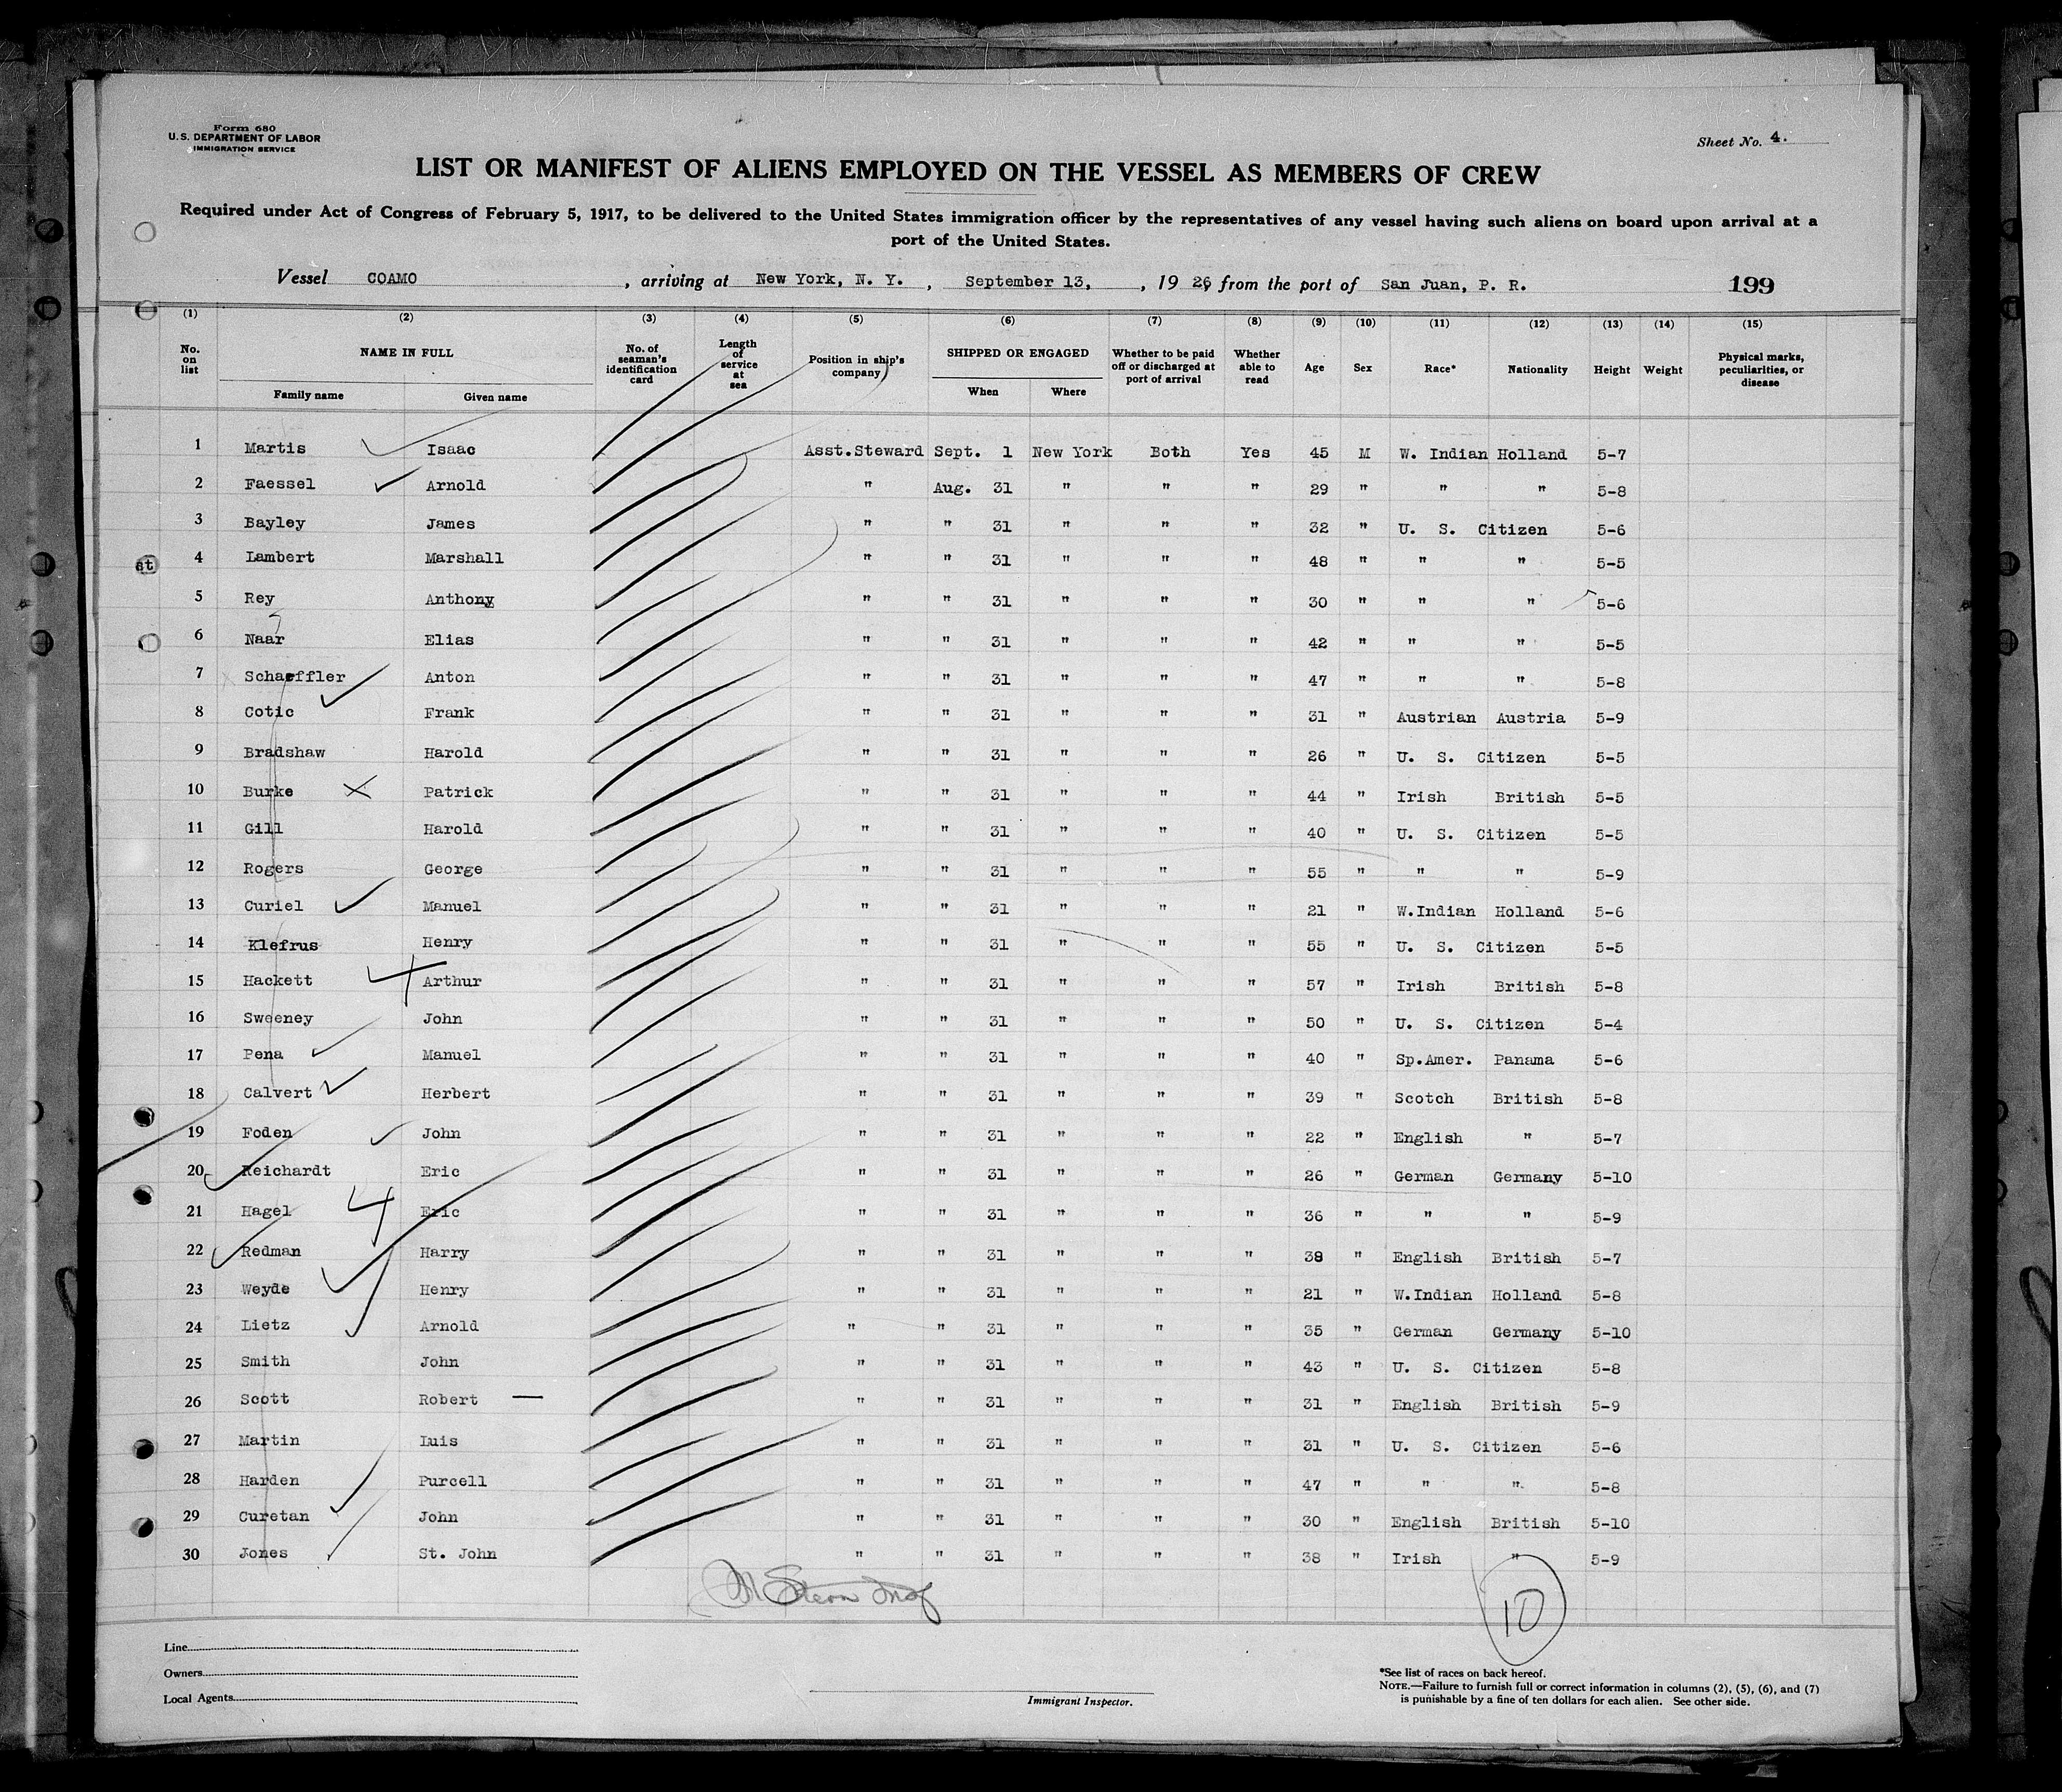 Form 680
U. S. DEPARTMENT OF LABOR
IMMIGRATION SERVICE
Sheet No. 4.
LIST OR MANIFEST OF ALIENS EMPLOYED ON THE VESSEL AS MEMBERS OF CREW
Required under Act of Congress of February 5, 1917, to be delivered to the United States immigration officer by the representatives of any vessel having such aliens on board upon arrival at a
port of the United States.
Vessel COAMO, arriving at New York, N. Y., September 13, , 19 26, from the port of San Juan, P. R. 199
(1) (2) (3) (4) (5) (6) (7) (8) (9) (10) (11) (12) (13) (14) (15)
No. on list NAME IN FULL Family name Given name No. of seaman's identification card Length of service at sea Position in ship's company SHIPPED OR ENGAGED When Where Whether to be paid off or discharged at port of arrival Whether able to read Age Sex Race* Nationality Height Weight Physical marks, peculiarities, or disease
1 Martis Isaac Asst.Steward Sept. 1 New York Both Yes 45 M W. Indian Holland 5-7
2 Faessel Arnold " Aug. 31 " " " 29 " " " 5-8
3 Bayley James " " 31 " " " 32 " U. S. Citizen 5-6
st
4 Lambert Marshall " " 31 " " " 48 " " " 5-5
5 Rey Anthony " " 31 " " " 30 " " " 5-6
6 Naar Elias " " 31 " " " 42 " " " 5-5
7 Schaeffler Anton " " 31 " " " 47 " " " 5-8
8 Cotic Frank " " 31 " " " 31 " Austrian Austria 5-9
9 Bradshaw Harold " " 31 " " " 26 " U. S. Citizen 5-5
10 Burke Patrick " " 31 " " " 44 " Irish British 5-5
11 Gill Harold " " 31 " " " 40 " U. S. Citizen 5-5
12 Rogers George " " 31 " " " 55 " " " 5-9
13 Curiel Manuel " " 31 " " " 21 " W.Indian Holland 5-6
14 Klefrus Henry " " 31 " " " 55 " U. S. Citizen 5-5
15 Hackett Arthur " " 31 " " " 57 " Irish British 5-8
16 Sweeney John " " 31 " " " 50 " U. S. Citizen 5-4
17 Pena Manuel " " 31 " " " 40 " Sp.Amer. Panama 5-6
18 Calvert Herbert " " 31 " " " 39 " Scotch British 5-8
19 Foden John " " 31 " " " 22 " English " 5-7
20 Reichardt Eric " " 31 " " " 26 " German Germany 5-10
21 Hagel Eric " " 31 " " " 36 " " " 5-9
22 Redman Harry " " 31 " " " 38 " English British 5-7
23 Weyde Henry " " 31 " " " 21 " W.Indian Holland 5-8
24 Lietz Arnold " " 31 " " " 35 " German Germany 5-10
25 Smith John " " 31 " " " 43 " U. S. Citizen 5-8
26 Scott Robert " " 31 " " " 31 " English British 5-9
27 Martin Luis " " 31 " " " 31 " U. S. Citizen 5-6
28 Harden Purcell " " 31 " " " 47 " " " 5-8
29 Curetan John " " 31 " " " 30 " English British 5-10
30 Jones St. John " " 31 " " " 38 " Irish " 5-9
10
Line
Owners
Local Agents
Immigrant Inspector.
*See list of races on back hereof.
NOTE.—Failure to furnish full or correct information in columns (2), (5), (6), and (7)
is punishable by a fine of ten dollars for each alien. See other side.